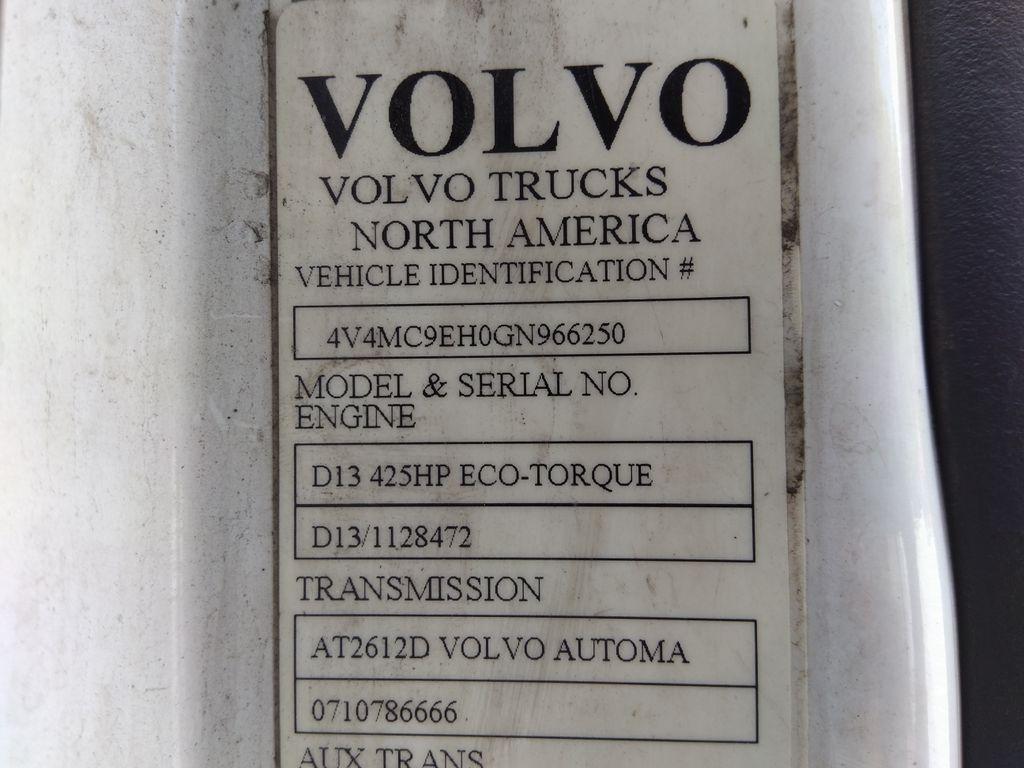 VOLVO
VOLVO TRUCKS
NORTH AMERICA
VEHICLE IDENTIFICATION #
4V4MC9EH0GN966250
MODEL & SERIAL NO.
ENGINE
D13 425HP ECO-TORQUE
D13/1128472
TRANSMISSION
AT2612D VOLVO AUTOMA
0710786666
AUX TRANS